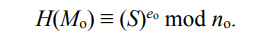 H(Mₒ) ≡ (S)^eₒ mod nₒ.